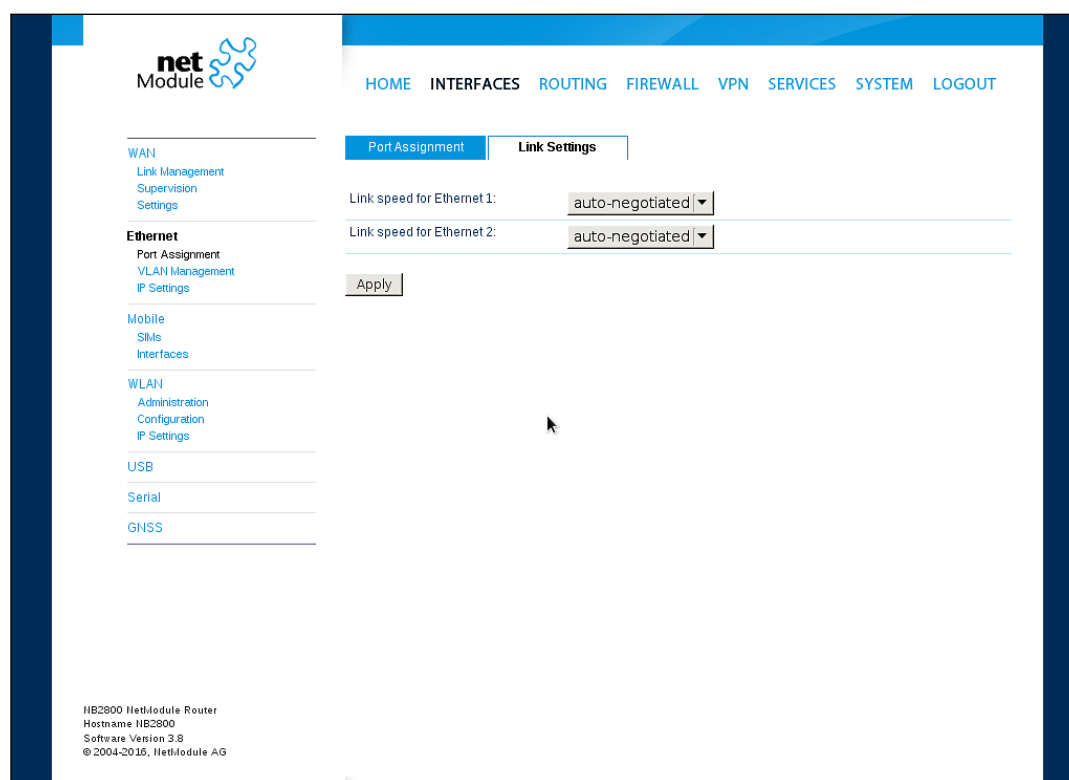 net
Module
HOME INTERFACES ROUTING FIREWALL VPN SERVICES SYSTEM LOGOUT
WAN
Link Management
Supervision
Settings
Ethernet
Port Assignment
VLAN Management
IP Settings
Mobile
SIMs
Interfaces
WLAN
Administration
Configuration
IP Settings
USB
Serial
GNSS
Port Assignment Link Settings
Link speed for Ethernet 1: auto-negotiated
Link speed for Ethernet 2: auto-negotiated
Apply
NB2800 NetModule Router
Hostname NB2800
Software Version 3.8
© 2004-2016, NetModule AG